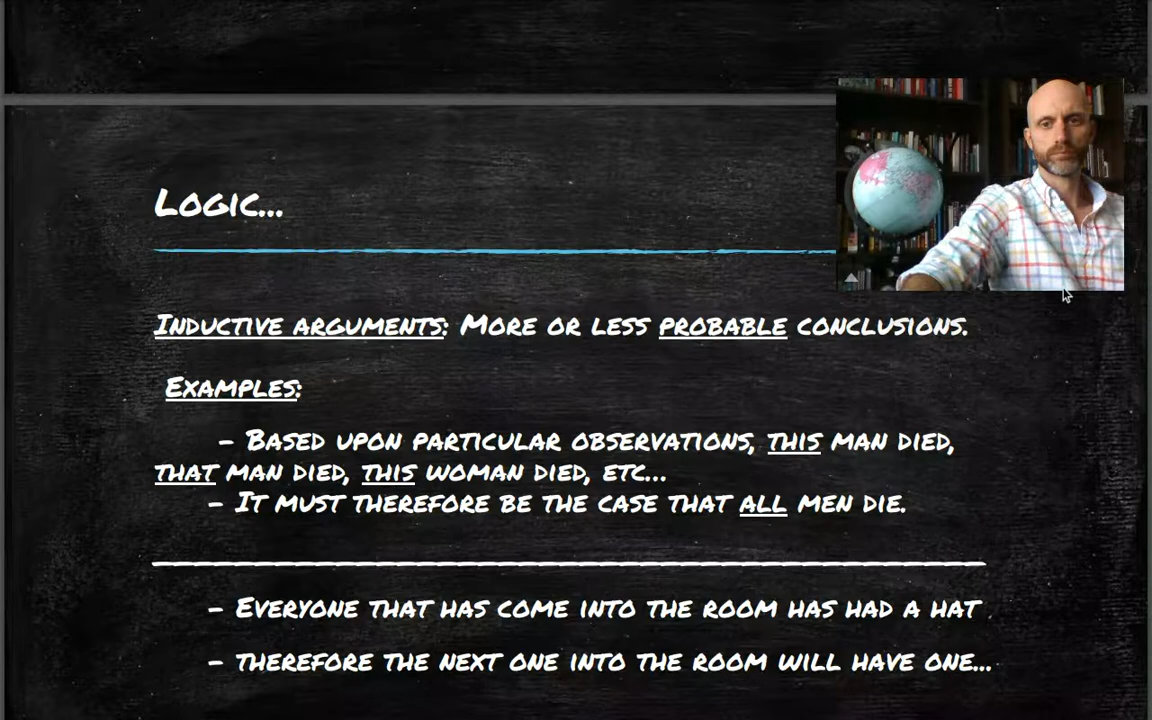 Logic...
Inductive arguments: More or less probable conclusions.
Examples:
- Based upon particular observations, this man died,
that man died, this woman died, etc...
- It must therefore be the case that all men die.
- Everyone that has come into the room has had a hat
- therefore the next one into the room will have one...